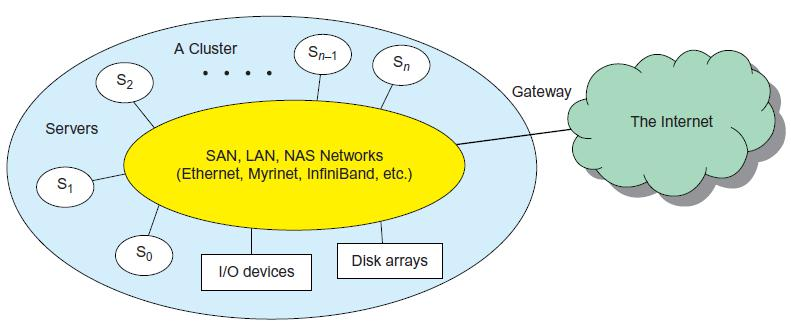 A Cluster
. . . .
Sn–1
Sn
S2
Gateway
Servers
The Internet
SAN, LAN, NAS Networks
(Ethernet, Myrinet, InfiniBand, etc.)
S1
S0
I/O devices
Disk arrays